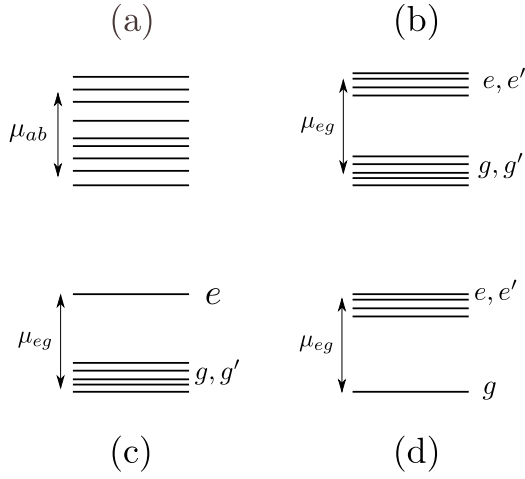 (a)
(b)
μ_ab
e, e′
μ_eg
g, g′
e
e, e′
μ_eg
g, g′
μ_eg
g
(c)
(d)